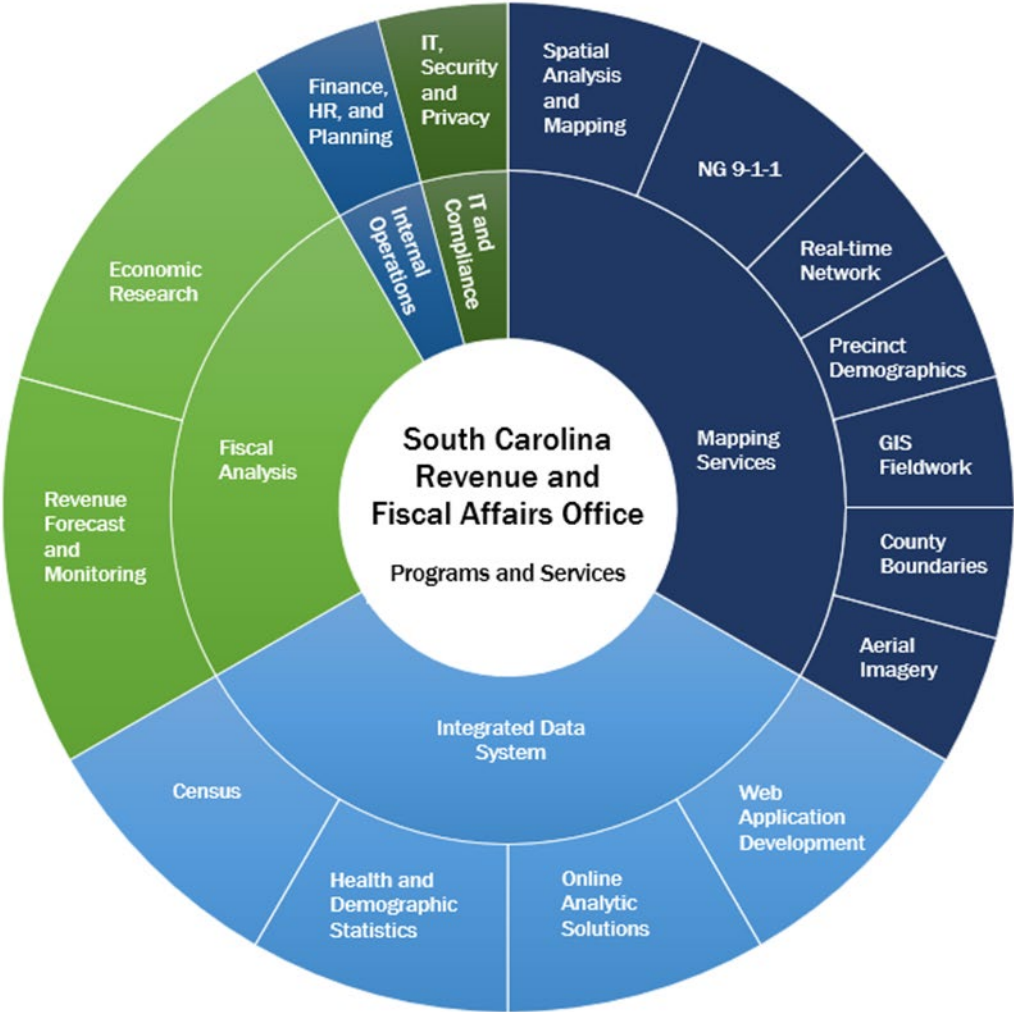 South Carolina
Revenue and
Fiscal Affairs Office
Programs and Services
Mapping
Services
Spatial
Analysis
and
Mapping
NG 9-1-1
Real-time
Network
Precinct
Demographics
GIS
Fieldwork
County
Boundaries
Aerial
Imagery
Integrated Data
System
Web
Application
Development
Online
Analytic
Solutions
Health and
Demographic
Statistics
Census
Fiscal
Analysis
Revenue
Forecast
and
Monitoring
Economic
Research
Internal
Operations
Finance,
HR, and
Planning
IT and
Compliance
IT,
Security
and
Privacy